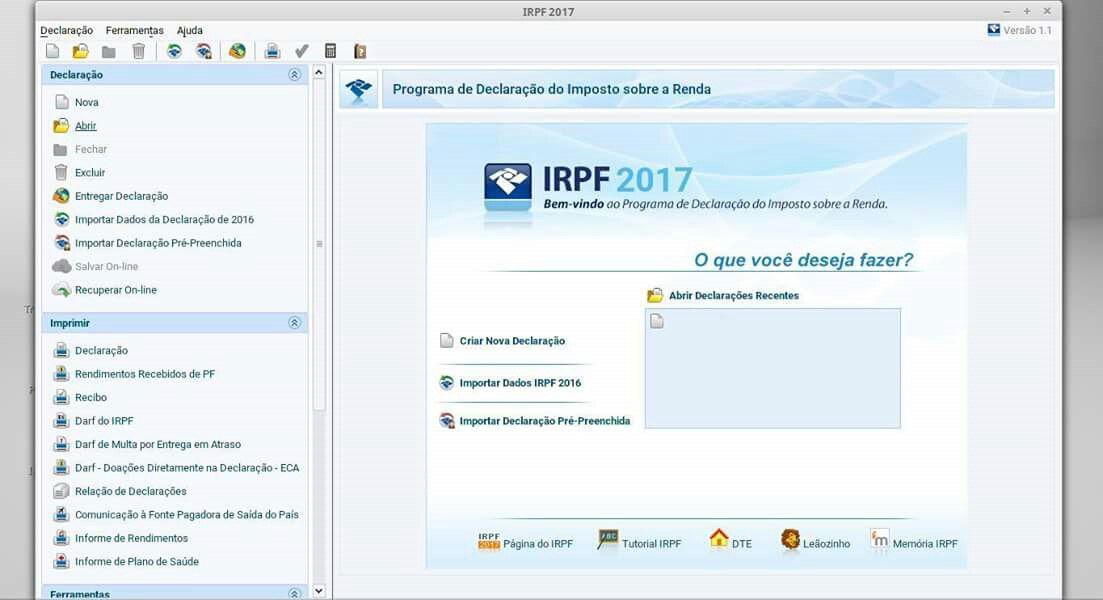 IRPF 2017
Declaração Ferramentas Ajuda
Versão 1.1
Declaração
Nova
Abrir
Fechar
Excluir
Entregar Declaração
Importar Dados da Declaração de 2016
Importar Declaração Pré-Preenchida
Salvar On-line
Recuperar On-line
Imprimir
Declaração
Rendimentos Recebidos de PF
Recibo
Darf do IRPF
Darf de Multa por Entrega em Atraso
Darf - Doações Diretamente na Declaração - ECA
Relação de Declarações
Comunicação à Fonte Pagadora de Saída do País
Informe de Rendimentos
Informe de Plano de Saúde
Ferramentas
Programa de Declaração do Imposto sobre a Renda
IRPF 2017
Bem-vindo ao Programa de Declaração do Imposto sobre a Renda.
O que você deseja fazer?
Abrir Declarações Recentes
Criar Nova Declaração
Importar Dados IRPF 2016
Importar Declaração Pré-Preenchida
IRPF
2017
Página do IRPF
ABC
Tutorial IRPF
DTE
Leãozinho
m
Memória IRPF